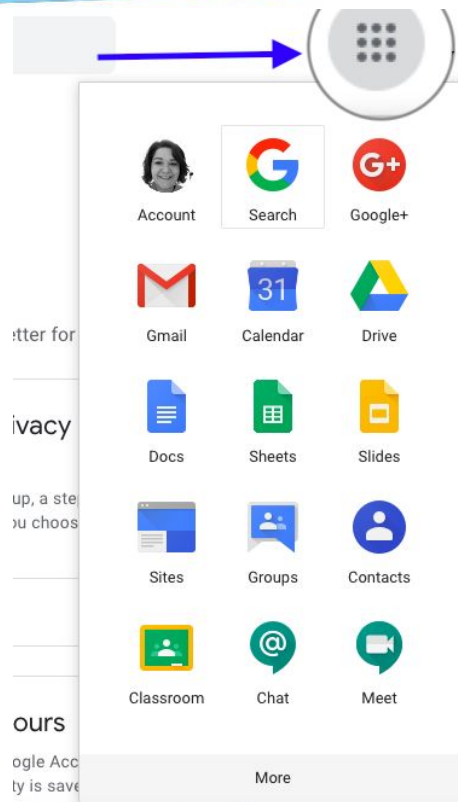 Account Search Google+
G+
31
Gmail Calendar Drive
etter for
ivacy
Docs Sheets Slides
up, a ste
ou choos
Sites Groups Contacts
@
Classroom Chat Meet
ours
ogle Acc
ty is save
More